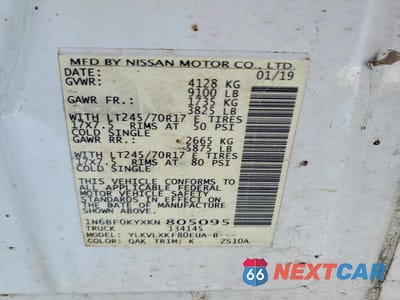 MFD BY NISSAN MOTOR CO., LTD.
DATE: 01/19
GVWR: 4128 KG
9100 LB
GAWR FR.: 1735 KG
3825 LB
WITH LT245/70R17 E TIRES
17X7.5 RIMS AT 50 PSI
COLD SINGLE
GAWR RR.: 2665 KG
5875 LB
WITH LT245/70R17 E TIRES
17X7.5 RIMS AT 80 PSI
COLD SINGLE
THIS VEHICLE CONFORMS
TO ALL APPLICABLE FEDERAL
MOTOR VEHICLE SAFETY
STANDARDS IN EFFECT ON
THE DATE OF MANUFACTURE
SHOWN ABOVE.
1N6BF0KYXKN 805095
TRUCK 134145
MODEL: YLKVLXKF80EUA-B---
COLOR: QAK TRIM: K 2S10A
66 NEXTCAR